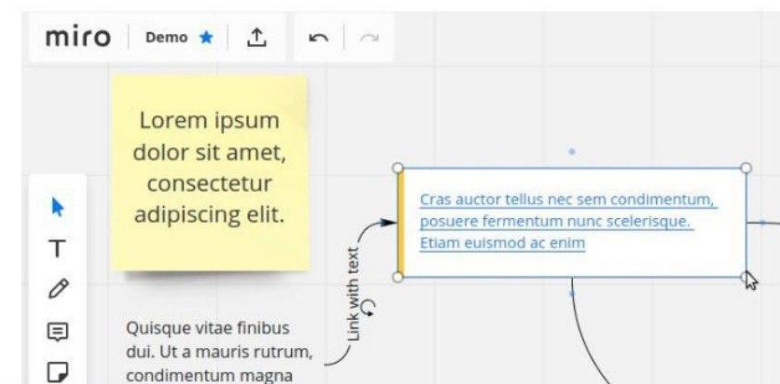 miro
Demo
Lorem ipsum
dolor sit amet,
consectetur
adipiscing elit.
Cras auctor tellus nec sem condimentum,
posuere fermentum nunc scelerisque.
Etiam euismod ac enim
Link with text
T
Quisque vitae finibus
dui. Ut a mauris rutrum,
condimentum magna